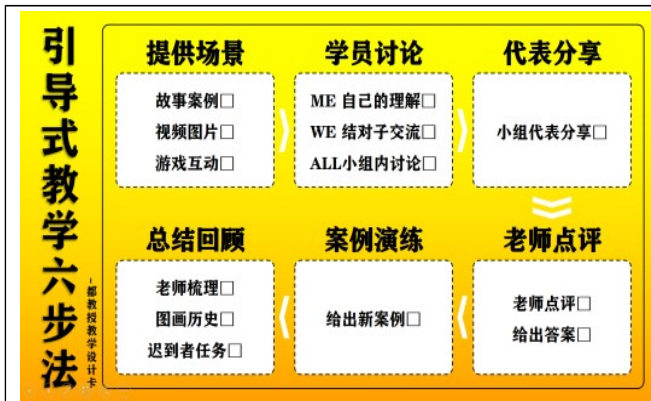 引导式教学六步法
-都教授教学设计卡
提供场景
故事案例□
视频图片□
游戏互动□
学员讨论
ME 自己的理解□
WE 结对子交流□
ALL小组内讨论□
代表分享
小组代表分享□
老师点评
老师点评□
给出答案□
案例演练
给出新案例□
总结回顾
老师梳理□
图画历史□
迟到者任务□